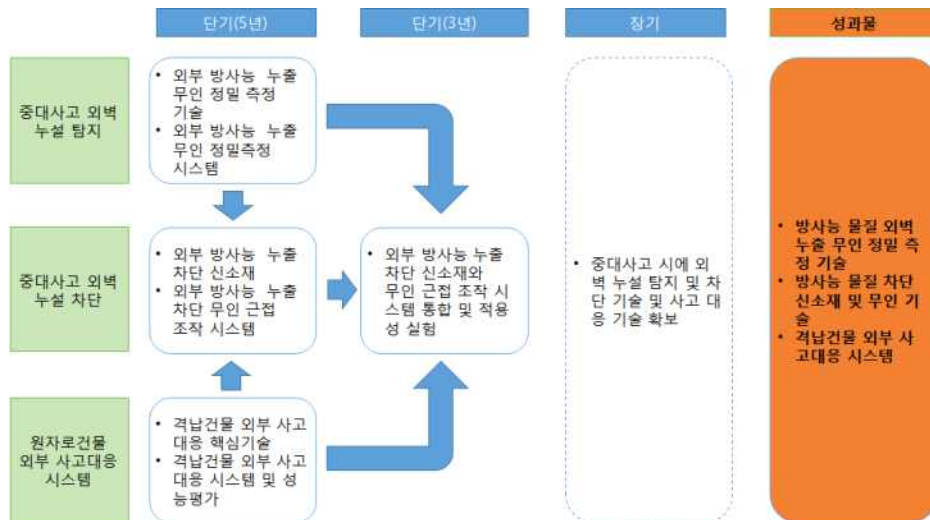 단기(5년)
단기(3년)
장기
성과물
중대사고 외벽
누설 탐지
• 외부 방사능 누출
무인 정밀 측정
기술
• 외부 방사능 누출
무인 정밀측정
시스템
중대사고 외벽
누설 차단
• 외부 방사능 누출
차단 신소재
• 외부 방사능 누출
차단 무인 근접
조작 시스템
• 외부 방사능 누출
차단 신소재와
무인 근접 조작 시
스템 통합 및 적용
성 실험
• 중대사고 시에 외
벽 누설 탐지 및 차
단 기술 및 사고 대
응 기술 확보
• 방사능 물질 외벽
누출 무인 정밀 측
정 기술
• 방사능 물질 차단
신소재 및 무인 기
술
• 격납건물 외부 사
고대응 시스템
원자로건물
외부 사고대응
시스템
• 격납건물 외부 사고
대응 핵심기술
• 격납건물 외부 사고
대응 시스템 및 성
능평가